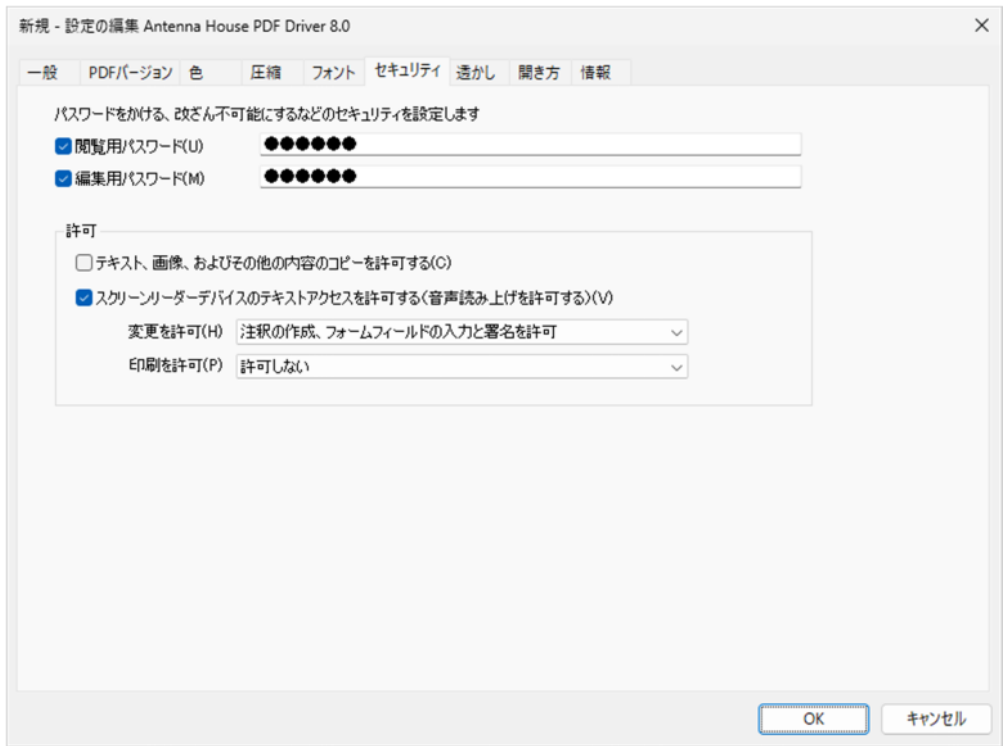 新規 - 設定の編集 Antenna House PDF Driver 8.0
一般 PDFバージョン 色 圧縮 フォント セキュリティ 透かし 開き方 情報
パスワードをかける、改ざん不可能にするなどのセキュリティを設定します
閲覧用パスワード(U) ●●●●●●
編集用パスワード(M) ●●●●●●
許可
テキスト、画像、およびその他の内容のコピーを許可する(C)
スクリーンリーダーデバイスのテキストアクセスを許可する(音声読み上げを許可する)(V)
変更を許可(H) 注釈の作成、フォームフィールドの入力と署名を許可
印刷を許可(P) 許可しない
OK キャンセル